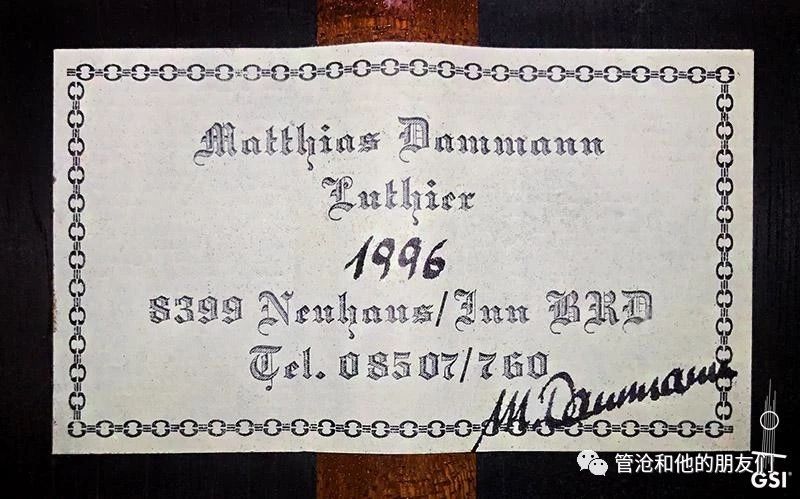 Matthias Dammann
Luthier
1996
8399 Neuhaus/Inn BRD
Tel. 08507/760
M. Dammann
管沧和他的朋友们
GSI